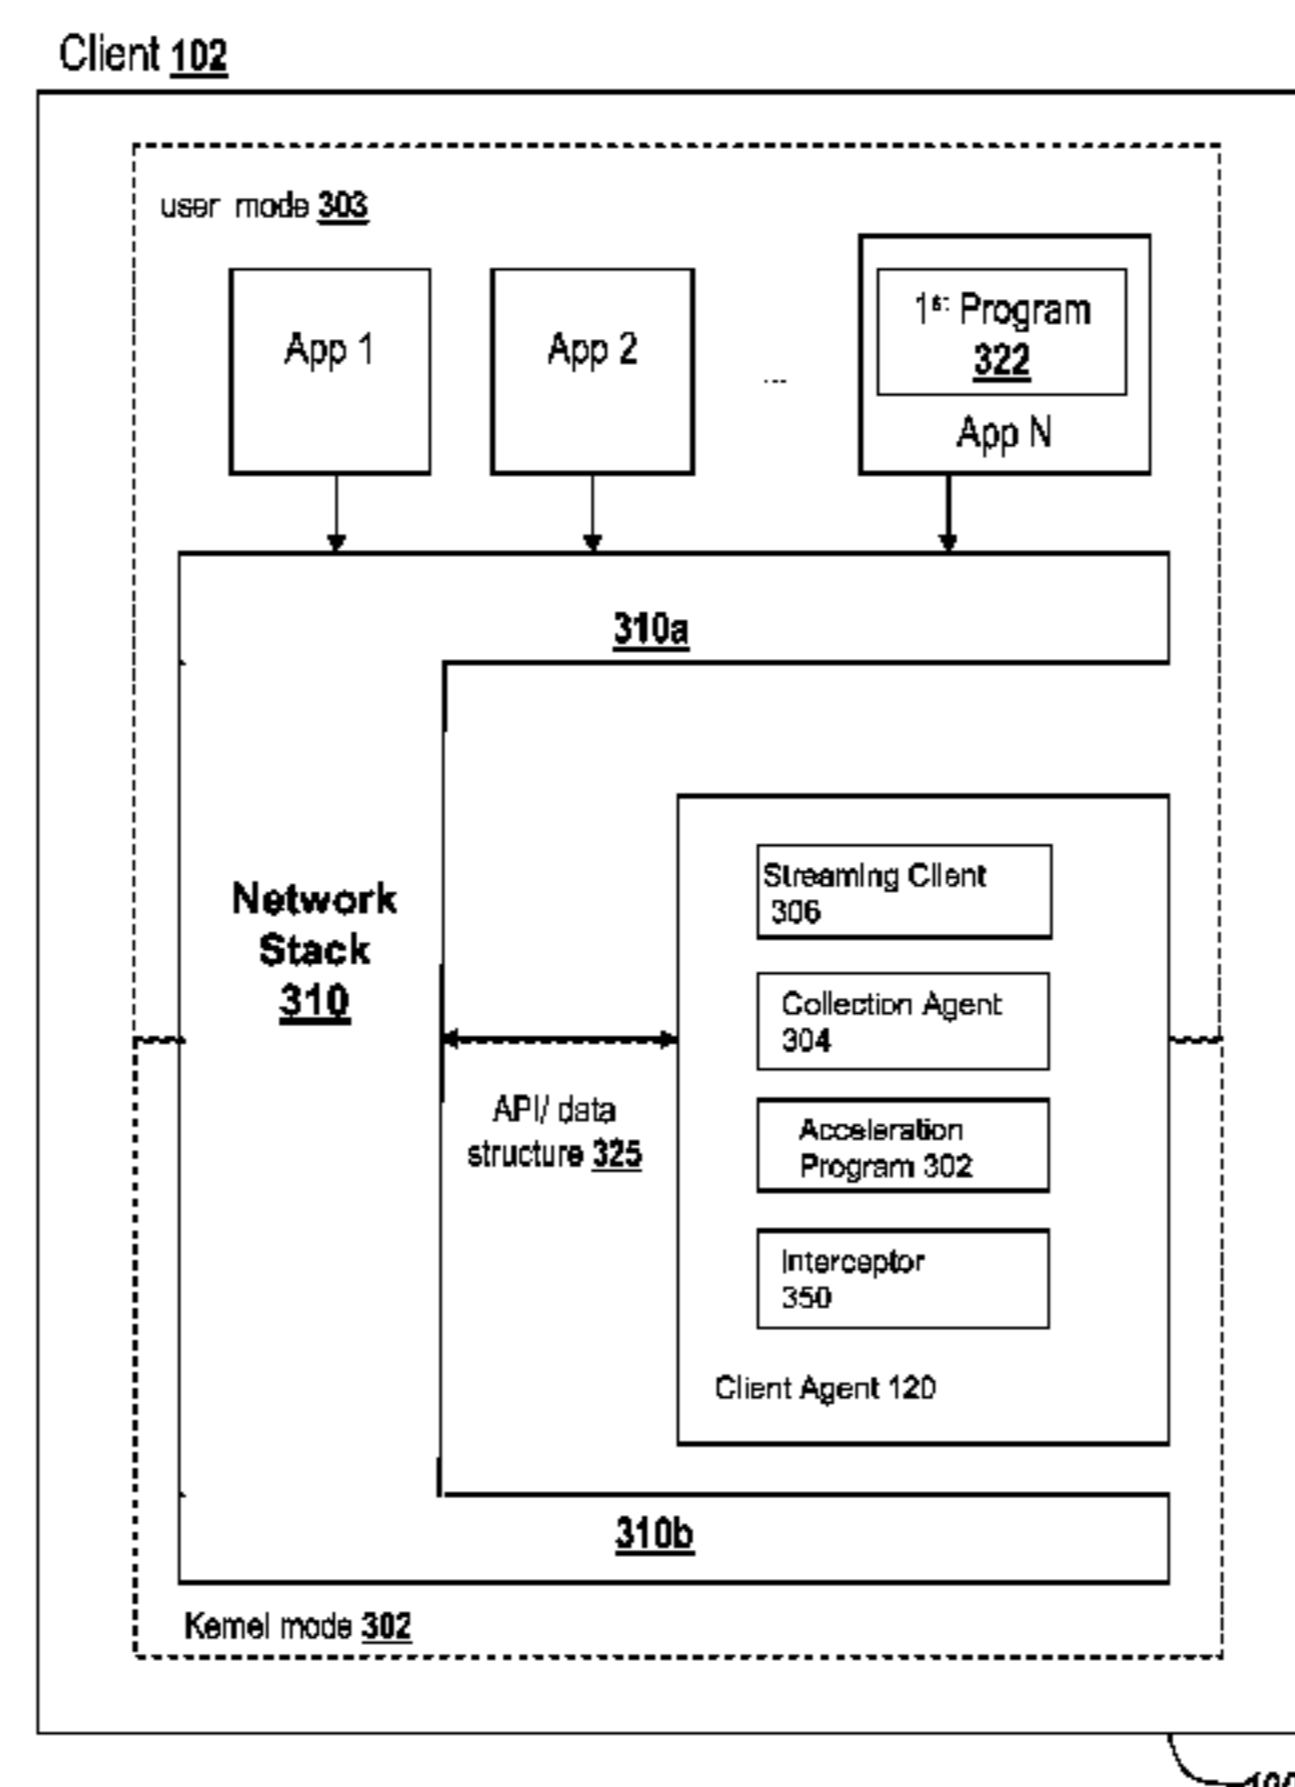 Client 102
user mode 303
App 1
App 2
...
1st Program
322
App N
310a
Network
Stack
310
Streaming Client
306
Collection Agent
304
API/ data
structure 325
Acceleration
Program 302
Interceptor
350
Client Agent 120
310b
Kernel mode 302